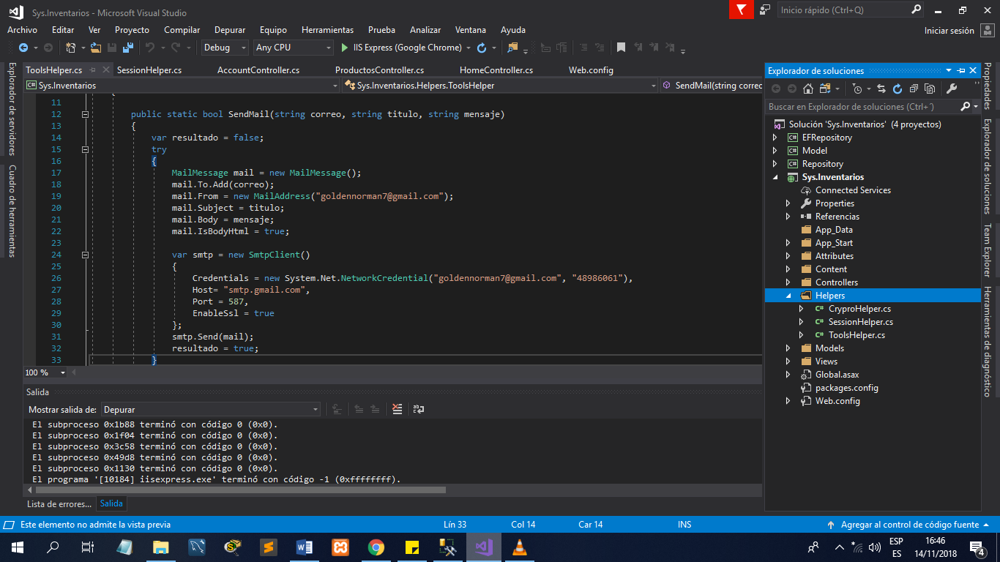 Sys.Inventarios - Microsoft Visual Studio
Inicio rápido (Ctrl+Q)
Archivo Editar Ver Proyecto Compilar Depurar Equipo Herramientas Prueba Analizar Ventana Ayuda
Iniciar sesión
Debug Any CPU IIS Express (Google Chrome)
Explorador de servidores
Cuadro de herramientas
ToolsHelper.cs SessionHelper.cs AccountController.cs ProductosController.cs HomeController.cs Web.config
Sys.Inventarios Sys.Inventarios.Helpers.ToolsHelper SendMail(string correo
11
12 public static bool SendMail(string correo, string titulo, string mensaje)
13 {
14 var resultado = false;
15 try
16 {
17 MailMessage mail = new MailMessage();
18 mail.To.Add(correo);
19 mail.From = new MailAddress("goldennorman7@gmail.com");
20 mail.Subject = titulo;
21 mail.Body = mensaje;
22 mail.IsBodyHtml = true;
23
24 var smtp = new SmtpClient()
25 {
26 Credentials = new System.Net.NetworkCredential("goldennorman7@gmail.com", "48986061"),
27 Host= "smtp.gmail.com",
28 Port = 587,
29 EnableSsl = true
30 };
31 smtp.Send(mail);
32 resultado = true;
33 }
100 %
Salida
Mostrar salida de: Depurar
El subproceso 0x1b88 terminó con código 0 (0x0).
El subproceso 0x1f04 terminó con código 0 (0x0).
El subproceso 0x3c58 terminó con código 0 (0x0).
El subproceso 0x49d8 terminó con código 0 (0x0).
El subproceso 0x1130 terminó con código 0 (0x0).
El programa '[10184] iisexpress.exe' terminó con código -1 (0xffffffff).
Lista de errores... Salida
Explorador de soluciones
Buscar en Explorador de soluciones (Ctrl+´)
Solución 'Sys.Inventarios' (4 proyectos)
C# EFRepository
C# Model
C# Repository
Sys.Inventarios
Connected Services
Properties
Referencias
App_Data
App_Start
Attributes
Content
Controllers
Helpers
C# CryproHelper.cs
C# SessionHelper.cs
C# ToolsHelper.cs
Models
Views
Global.asax
packages.config
Web.config
Propiedades
Explorador de soluciones
Team Explorer
Herramientas de diagnóstico
Este elemento no admite la vista previa
Lín 33 Col 14 Car 14 INS
Agregar al control de código fuente
ESP
ES
16:46
14/11/2018
4